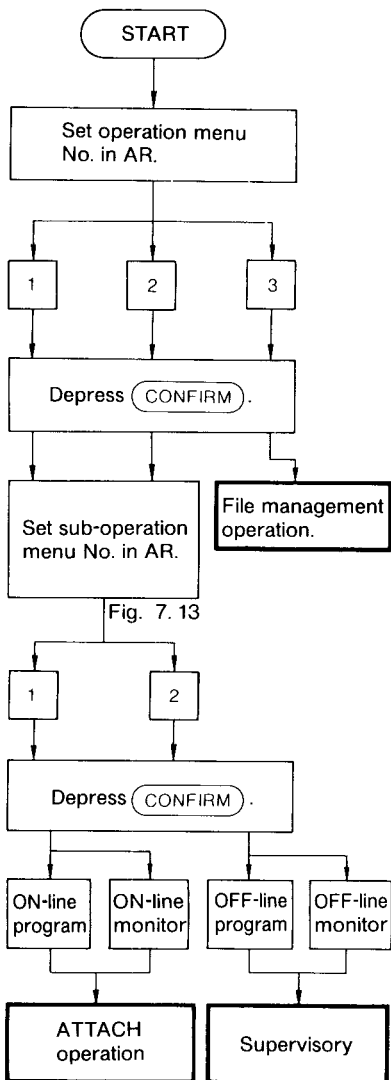 START
Set operation menu
No. in AR.
1
2
3
Depress CONFIRM.
Set sub-operation
menu No. in AR.
File management
operation.
Fig. 7. 13
1
2
Depress CONFIRM.
ON-line
program
ON-line
monitor
OFF-line
program
OFF-line
monitor
ATTACH
operation
Supervisory